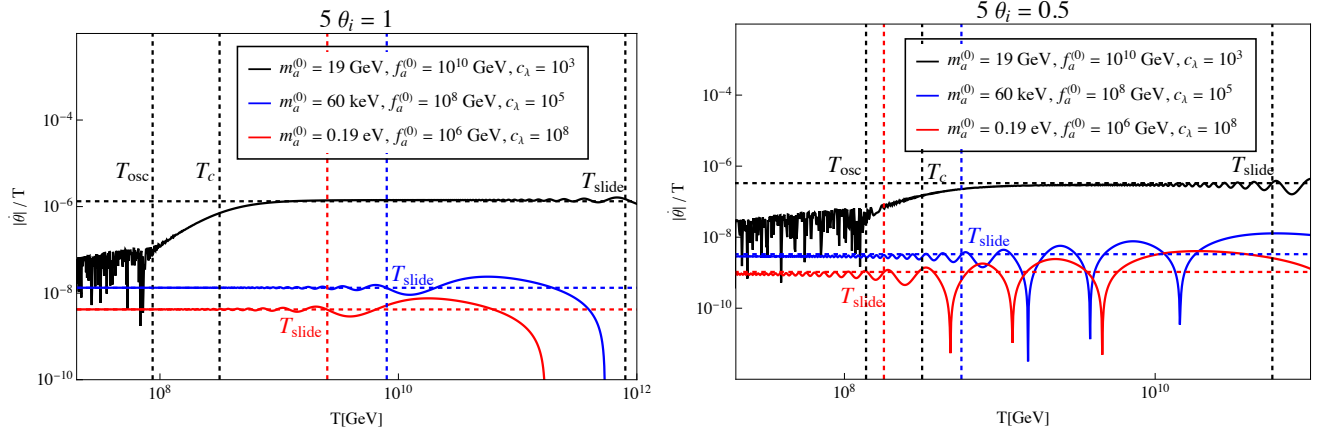 5 θ_i = 1
m_a^(0) = 19 GeV, f_a^(0) = 10^10 GeV, c_λ = 10^3
m_a^(0) = 60 keV, f_a^(0) = 10^8 GeV, c_λ = 10^5
m_a^(0) = 0.19 eV, f_a^(0) = 10^6 GeV, c_λ = 10^8
10^-4
T_osc
T_c
T_slide
10^-6
|θ̇| / T
T_slide
10^-8
T_slide
10^-10
10^8
10^10
10^12
T[GeV]
5 θ_i = 0.5
m_a^(0) = 19 GeV, f_a^(0) = 10^10 GeV, c_λ = 10^3
m_a^(0) = 60 keV, f_a^(0) = 10^8 GeV, c_λ = 10^5
m_a^(0) = 0.19 eV, f_a^(0) = 10^6 GeV, c_λ = 10^8
10^-4
T_osc
T_c
T_slide
10^-6
|θ̇| / T
10^-8
T_slide
T_slide
10^-10
10^8
10^10
T[GeV]